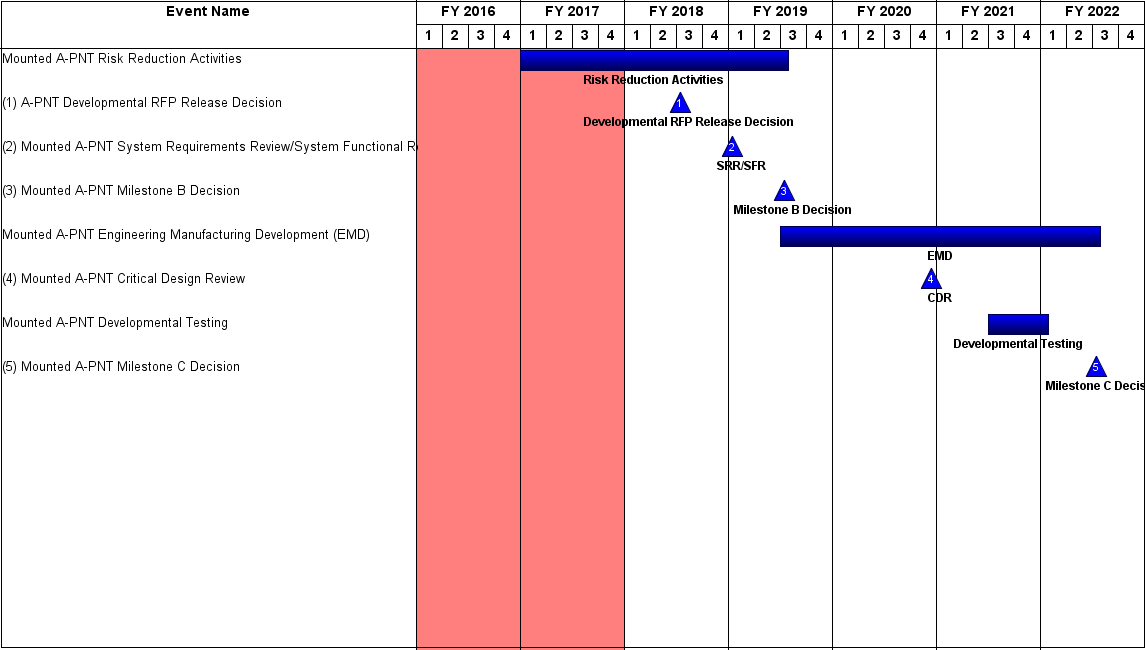 Event Name FY 2016 FY 2017 FY 2018 FY 2019 FY 2020 FY 2021 FY 2022
1 2 3 4 1 2 3 4 1 2 3 4 1 2 3 4 1 2 3 4 1 2 3 4 1 2 3 4
Mounted A-PNT Risk Reduction Activities
Risk Reduction Activities
(1) A-PNT Developmental RFP Release Decision 1
Developmental RFP Release Decision
(2) Mounted A-PNT System Requirements Review/System Functional R 2
SRR/SFR
(3) Mounted A-PNT Milestone B Decision 3
Milestone B Decision
Mounted A-PNT Engineering Manufacturing Development (EMD)
EMD
(4) Mounted A-PNT Critical Design Review 4
CDR
Mounted A-PNT Developmental Testing
Developmental Testing
(5) Mounted A-PNT Milestone C Decision 5
Milestone C Decis